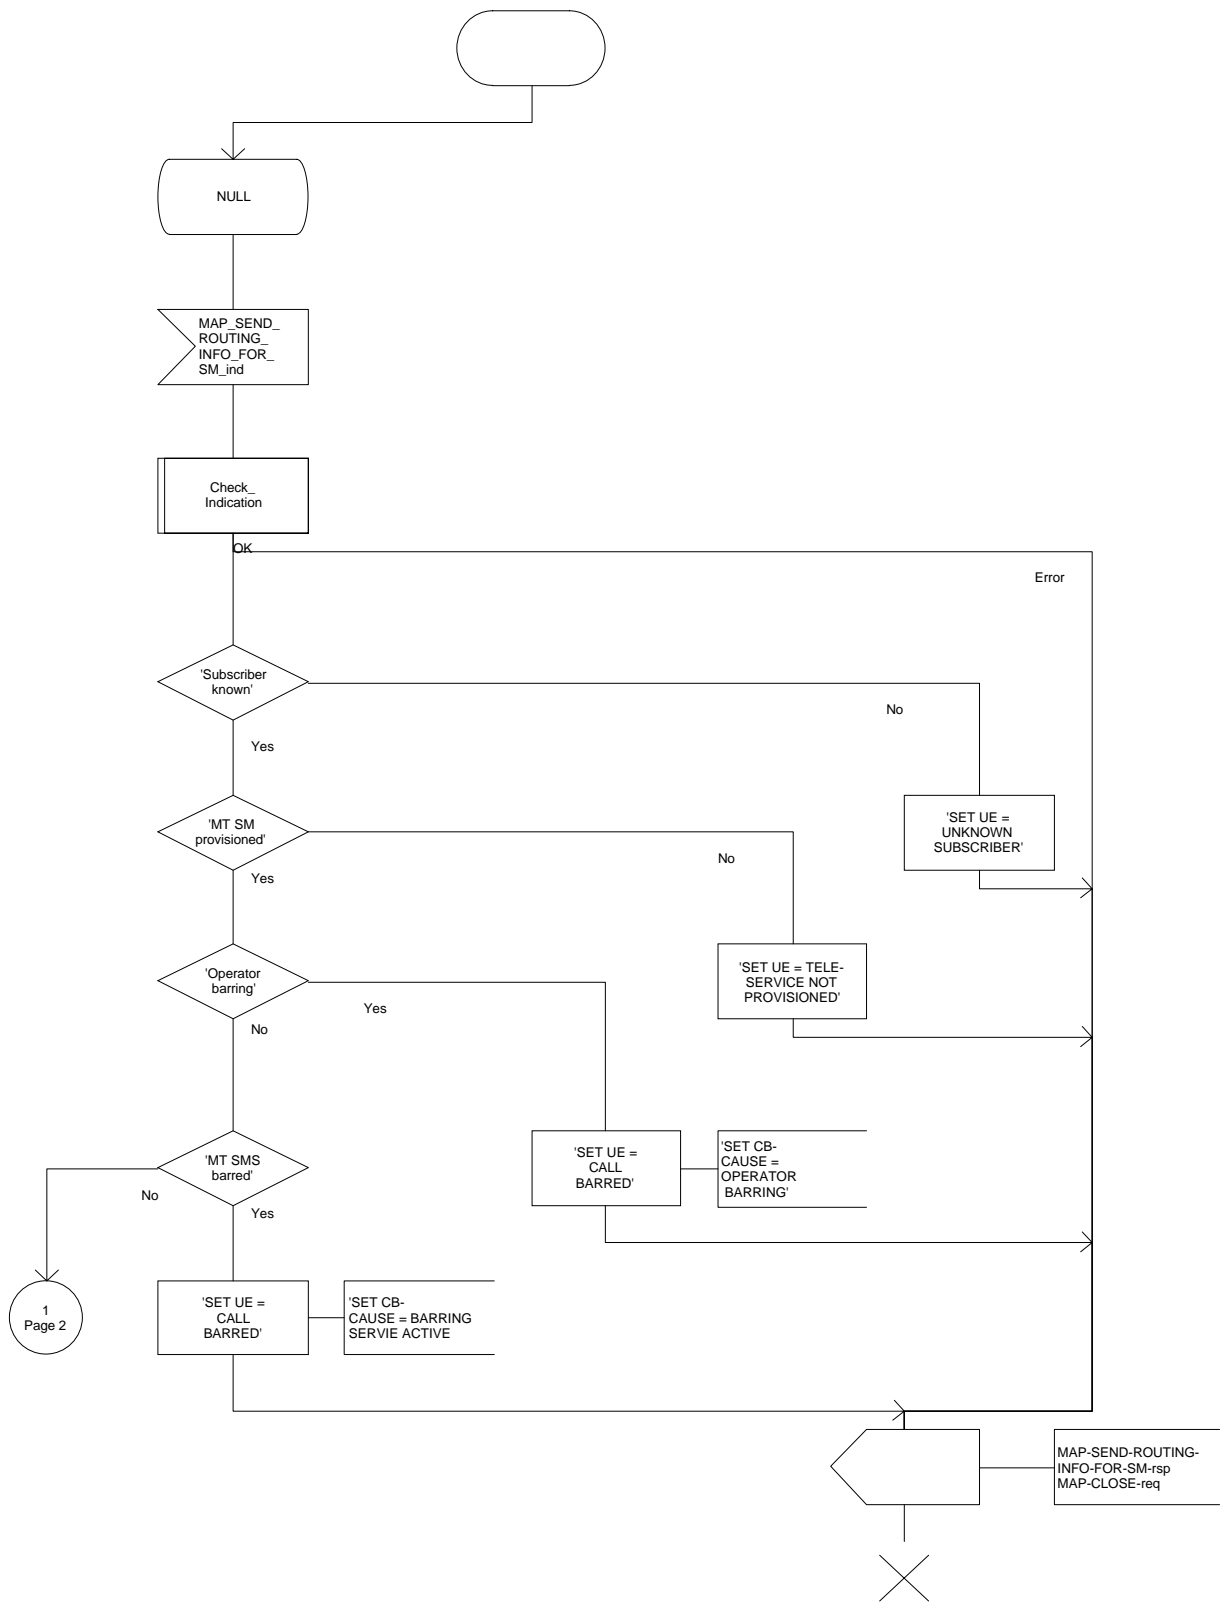 NULL
MAP_SEND_
ROUTING_
INFO_FOR_
SM_ind
Check_
Indication
OK
Error
'Subscriber
known'
No
Yes
'MT SM
provisioned'
No
Yes
'SET UE =
UNKNOWN
SUBSCRIBER'
'Operator
barring'
Yes
No
'SET UE = TELE-
SERVICE NOT
PROVISIONED'
'MT SMS
barred'
No
Yes
'SET UE =
CALL
BARRED'
'SET CB-
CAUSE =
OPERATOR
BARRING'
1
Page 2
'SET UE =
CALL
BARRED'
'SET CB-
CAUSE = BARRING
SERVIE ACTIVE
MAP-SEND-ROUTING-
INFO-FOR-SM-rsp
MAP-CLOSE-req